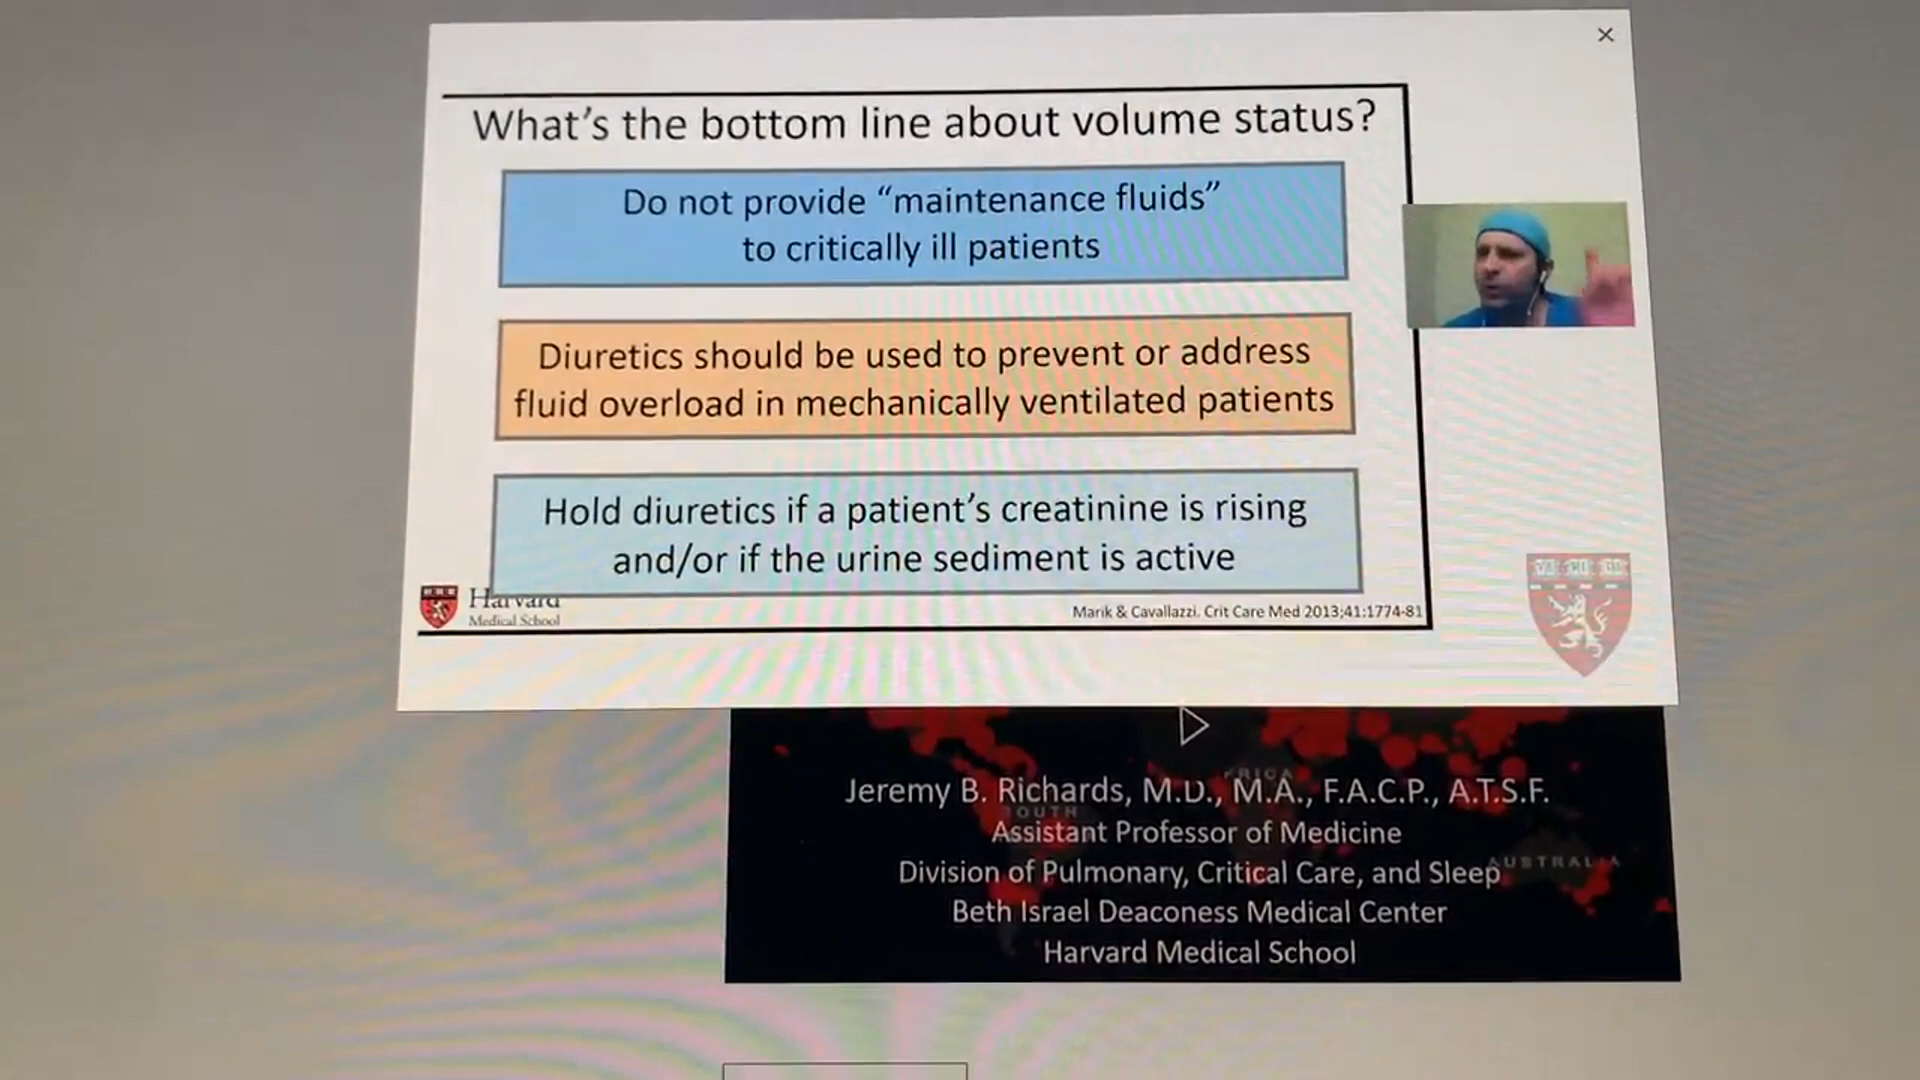 What's the bottom line about volume status?
Do not provide “maintenance fluids”
to critically ill patients
Diuretics should be used to prevent or address
fluid overload in mechanically ventilated patients
Hold diuretics if a patient's creatinine is rising
and/or if the urine sediment is active
Harvard
Medical School
Marik & Cavallazzi. Crit Care Med 2013;41:1774-81
Jeremy B. Richards, M.D., M.A., F.A.C.P., A.T.S.F.
Assistant Professor of Medicine
AUSTRALIA
Division of Pulmonary, Critical Care, and Sleep
Beth Israel Deaconess Medical Center
Harvard Medical School